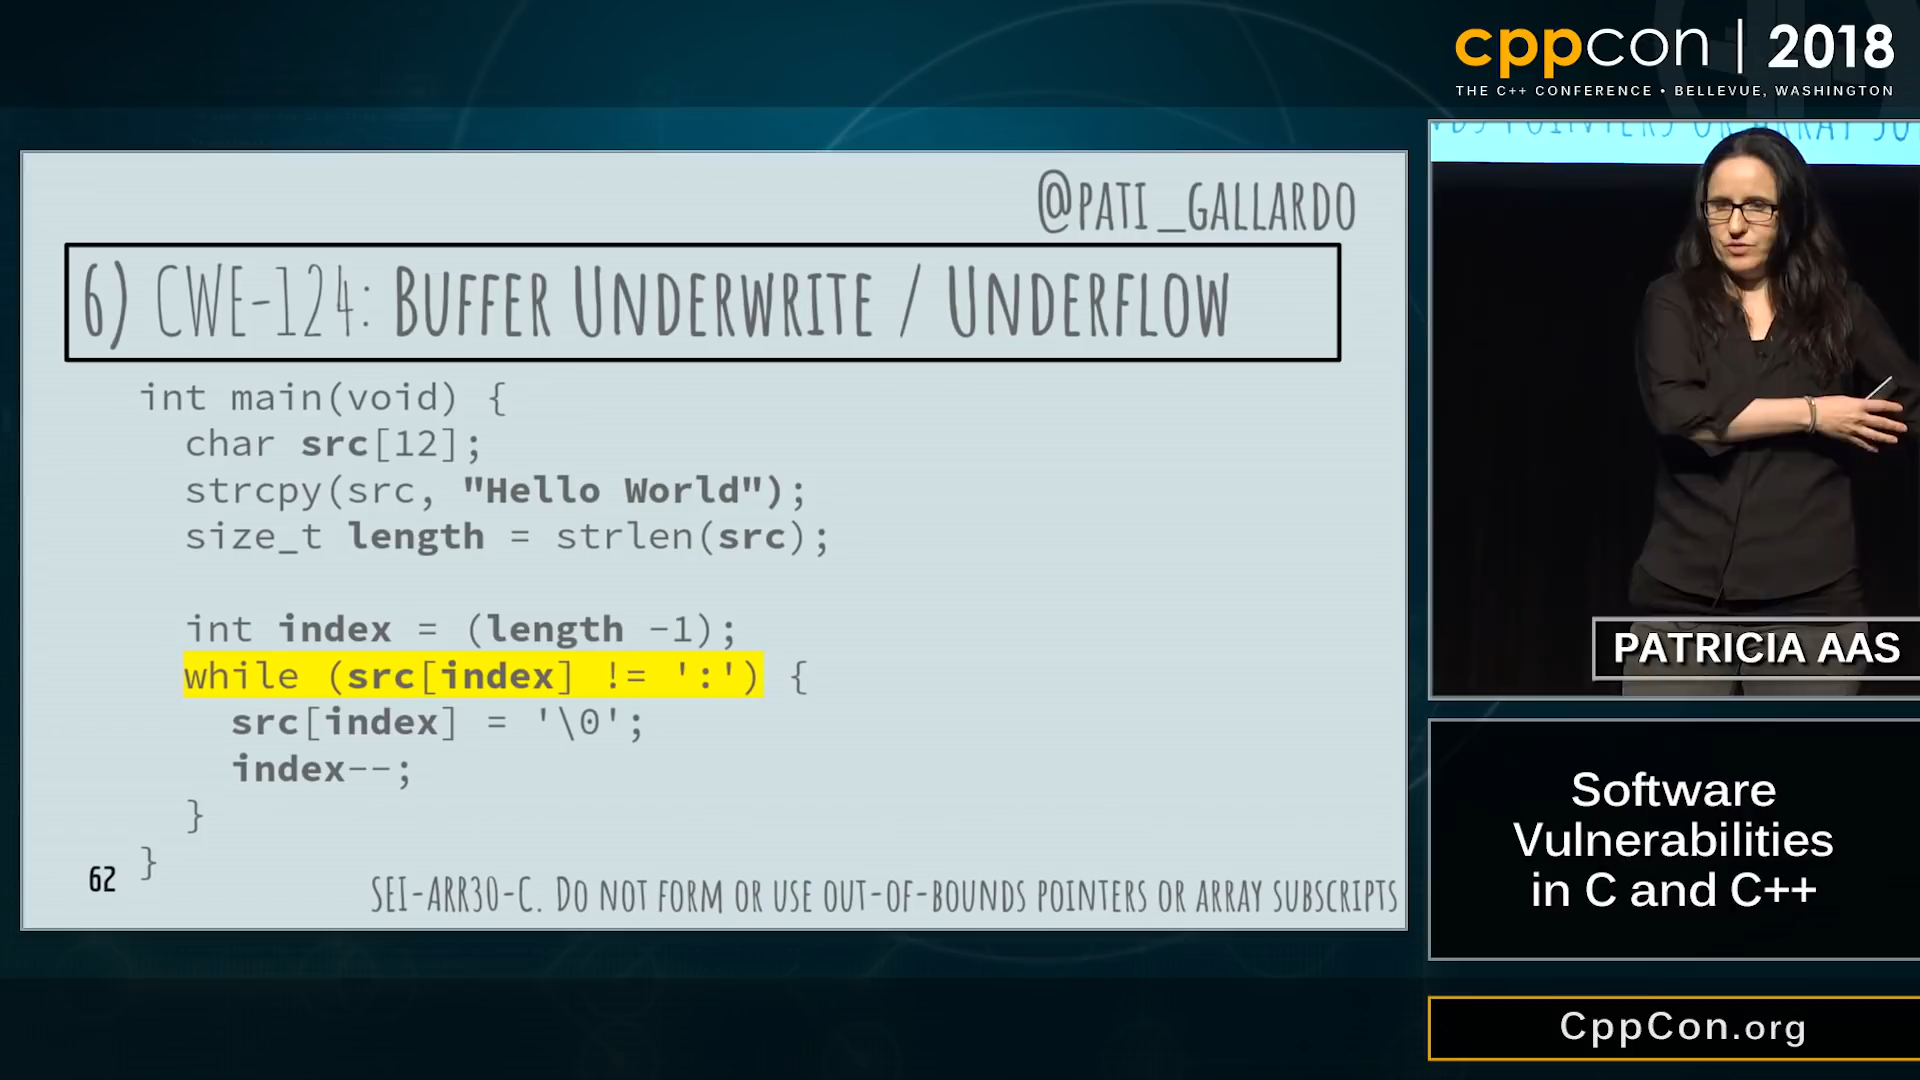 cppcon | 2018
THE C++ CONFERENCE • BELLEVUE, WASHINGTON
@PATI_GALLARDO
6) CWE-124: BUFFER UNDERWRITE / UNDERFLOW
int main(void) {
char src[12];
strcpy(src, "Hello World");
size_t length = strlen(src);
int index = (length -1);
while (src[index] != ':') {
src[index] = '\0';
index--;
}
}
62
SEI-ARR30-C. DO NOT FORM OR USE OUT-OF-BOUNDS POINTERS OR ARRAY SUBSCRIPTS
POINTERS OR ARRAY
PATRICIA AAS
Software
Vulnerabilities
in C and C++
CppCon.org